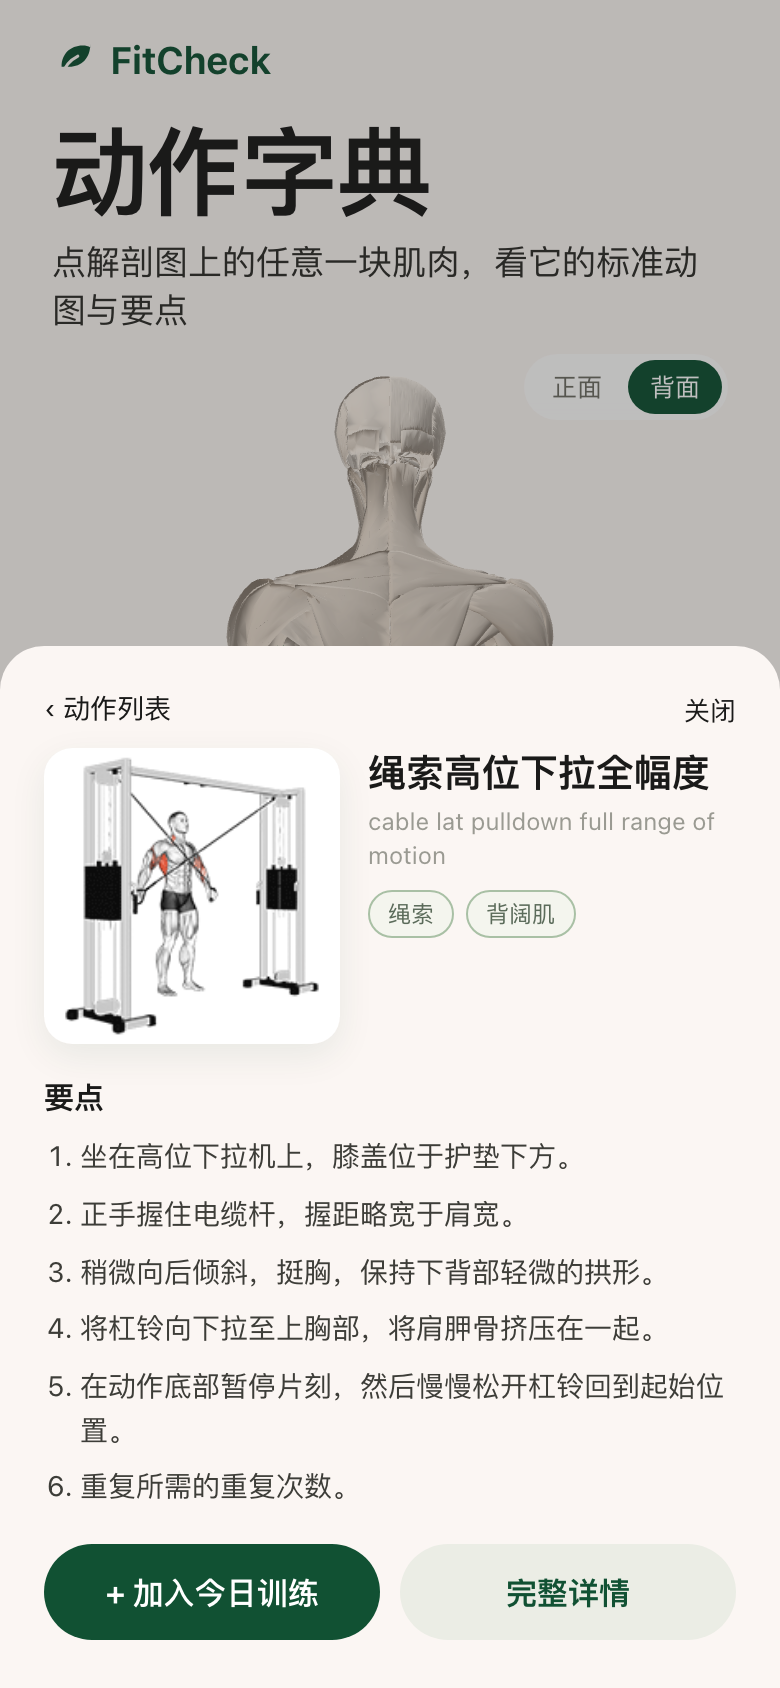 FitCheck
动作字典
点解剖图上的任意一块肌肉，看它的标准动
图与要点
正面 背面
‹ 动作列表 关闭
绳索高位下拉全幅度
cable lat pulldown full range of
motion
绳索 背阔肌
要点
1. 坐在高位下拉机上，膝盖位于护垫下方。
2. 正手握住电缆杆，握距略宽于肩宽。
3. 稍微向后倾斜，挺胸，保持下背部轻微的拱形。
4. 将杠铃向下拉至上胸部，将肩胛骨挤压在一起。
5. 在动作底部暂停片刻，然后慢慢松开杠铃回到起始位
置。
6. 重复所需的重复次数。
+ 加入今日训练 完整详情